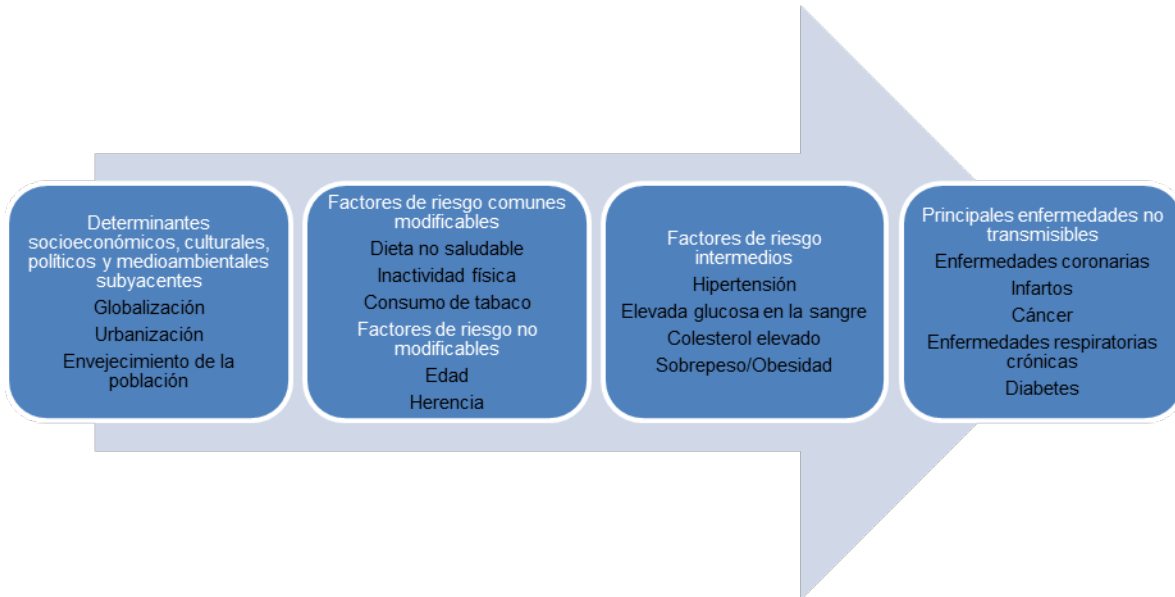 Determinantes
socioeconómicos, culturales,
políticos y medioambientales
subyacentes
Globalización
Urbanización
Envejecimiento de la
población
Factores de riesgo comunes
modificables
Dieta no saludable
Inactividad física
Consumo de tabaco
Factores de riesgo no
modificables
Edad
Herencia
Factores de riesgo
intermedios
Hipertensión
Elevada glucosa en la sangre
Colesterol elevado
Sobrepeso/Obesidad
Principales enfermedades no
transmisibles
Enfermedades coronarias
Infartos
Cáncer
Enfermedades respiratorias
crónicas
Diabetes